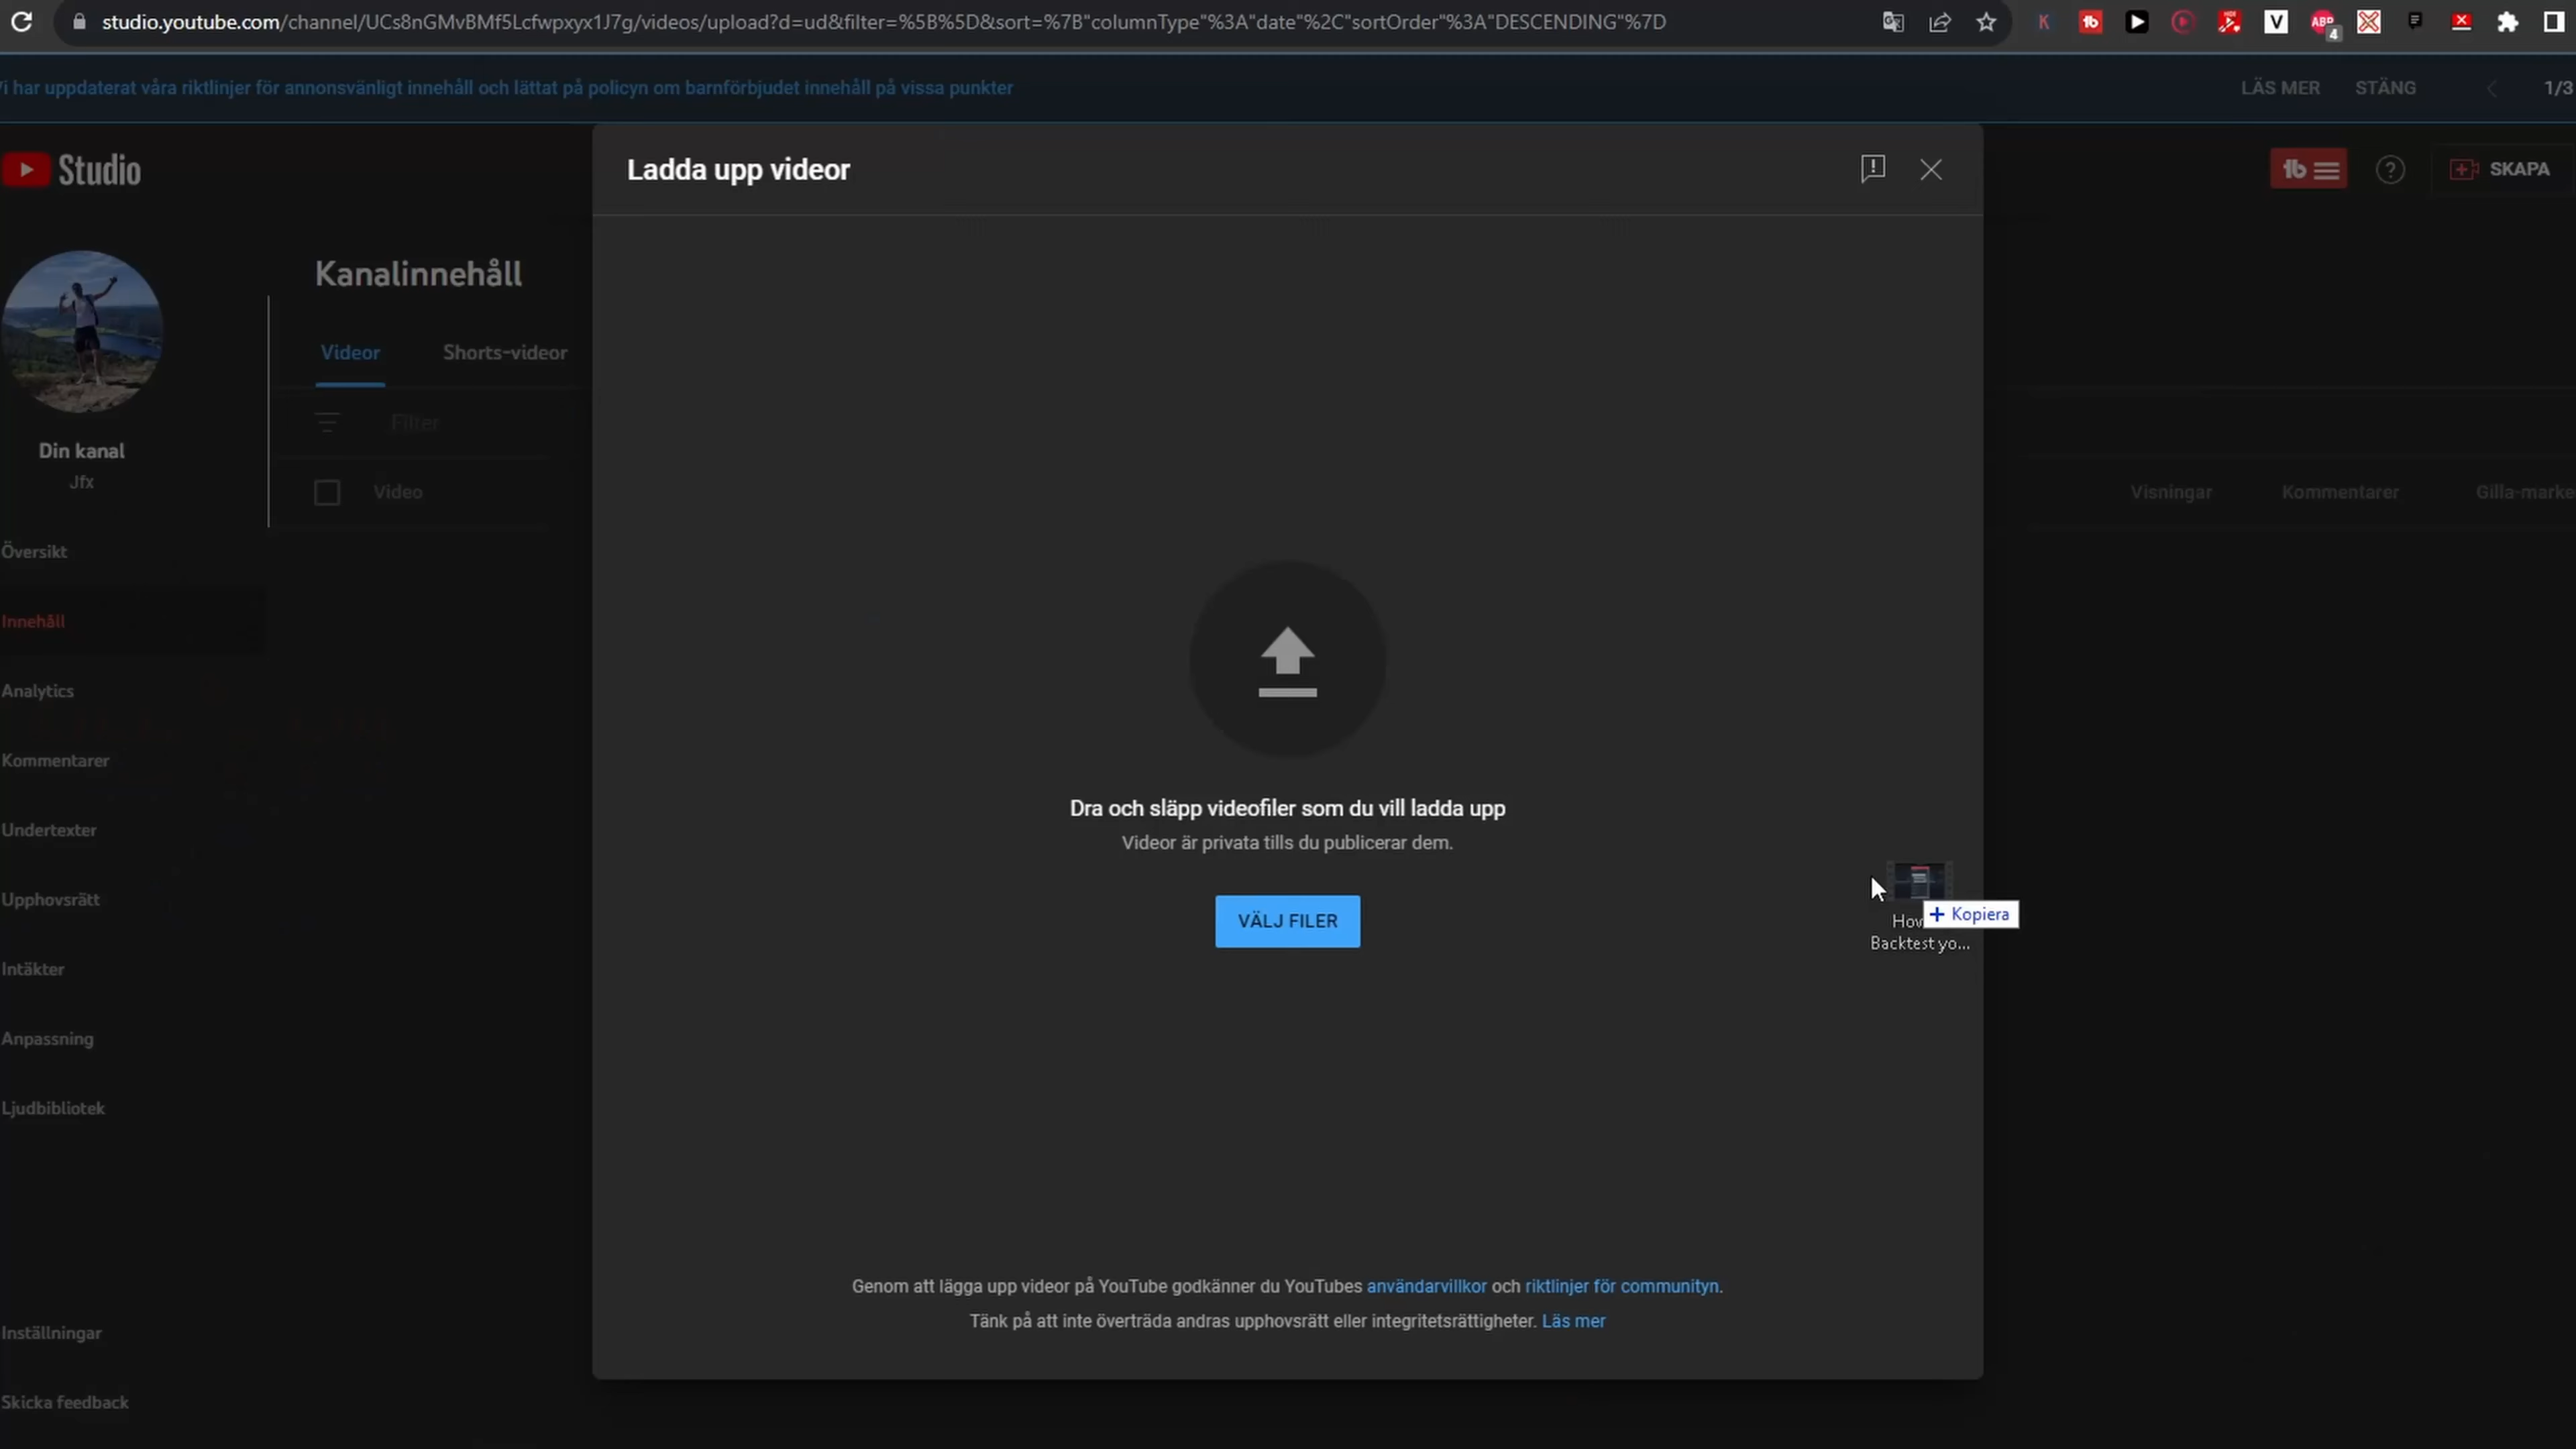 studio.youtube.com/channel/UCs8nGMvBMf5Lcfwpxyx1J7g/videos/upload?d=ud&filter=%5B%5D&sort=%7B"columnType"%3A"date"%2C"sortOrder"%3A"DESCENDING"%7D
i har uppdaterat våra riktlinjer för annonsvänligt innehåll och lättat på policyn om barnförbjudet innehåll på vissa punkter
LÄS MER
STÄNG
1/3
Studio
Ladda upp videor
SKAPA
Kanalinnehåll
Videor
Shorts-videor
Filter
Din kanal
Jfx
Video
Visningar
Kommentarer
Gilla-marke
Översikt
Innehåll
Analytics
Kommentarer
Undertexter
Upphovsrätt
Intäkter
Anpassning
Ljudbibliotek
Inställningar
Skicka feedback
Dra och släpp videofiler som du vill ladda upp
Videor är privata tills du publicerar dem.
VÄLJ FILER
Kopiera
Backtest yo...
Genom att lägga upp videor på YouTube godkänner du YouTubes användarvillkor och riktlinjer för communityn.
Tänk på att inte överträda andras upphovsrätt eller integritetsrättigheter. Läs mer